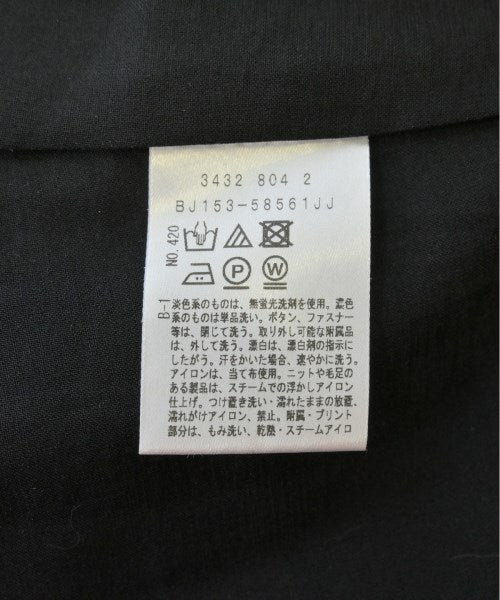 3432 804 2
BJ153-58561JJ
NO.420
P
W
B-1
淡色系のものは、無蛍光洗剤を使用。濃色
系のものは単品洗い。ボタン、ファスナー
等は、閉じて洗う。取り外し可能な附属品
は、外して洗う。漂白は、漂白剤の指示に
したがう。汗をかいた場合、速やかに洗う。
アイロンは、当て布使用。ニットや毛足の
ある製品は、スチームでの浮かしアイロン
仕上げ。つけ置き洗い・濡れたままの放置、
濡れがけアイロン、禁止。附属・プリント
部分は、もみ洗い、乾熱・スチームアイロ